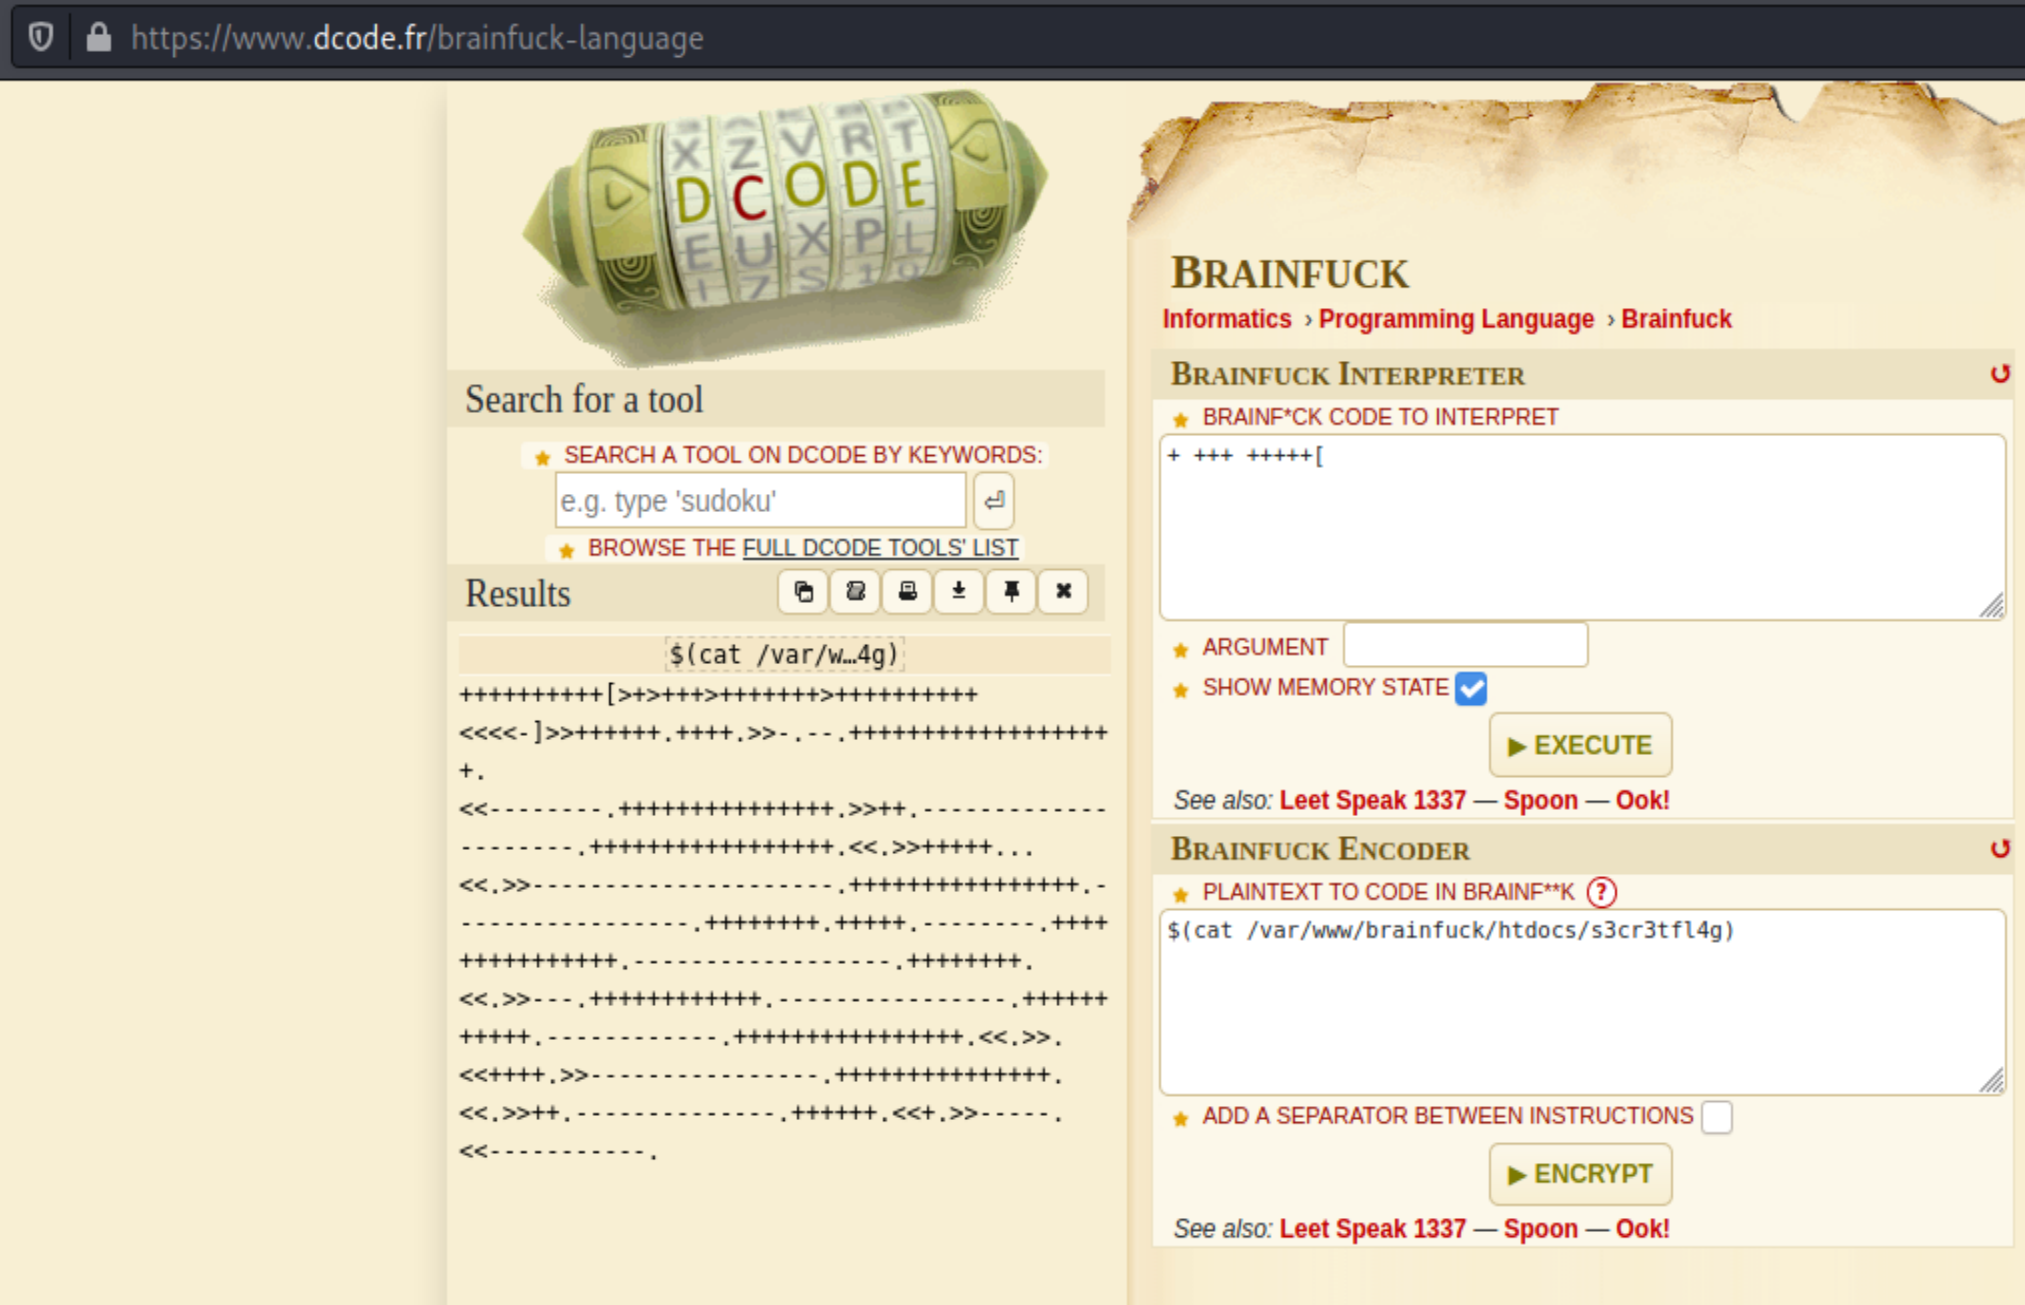 https://www.dcode.fr/brainfuck-language
X Z V R T
D C O D E
E U X P L
Search for a tool
SEARCH A TOOL ON DCODE BY KEYWORDS:
e.g. type 'sudoku'
BROWSE THE FULL DCODE TOOLS' LIST
Results
$(cat /var/w…4g)
++++++++++[>+>+++>+++++++>++++++++++
<<<<-]>>++++++.++++.>>-.--.++++++++++++++++++
+.
<<--------.+++++++++++++++.>>++.-------------
--------.+++++++++++++++++.<<.>>+++++...
<<.>>---------------------.++++++++++++++++.-
----------------.++++++++.+++++.--------.++++
+++++++++++.------------------.++++++++.
<<.>>---.++++++++++++.----------------.++++++
+++++.------------.++++++++++++++++.<<.>>.
<<++++.>>----------------.+++++++++++++++.
<<.>>++.--------------.++++++.<<+.>>-----.
<<-----------.
BRAINFUCK
Informatics › Programming Language › Brainfuck
BRAINFUCK INTERPRETER
BRAINF*CK CODE TO INTERPRET
+ +++ +++++[
ARGUMENT
SHOW MEMORY STATE
▶ EXECUTE
See also: Leet Speak 1337 — Spoon — Ook!
BRAINFUCK ENCODER
PLAINTEXT TO CODE IN BRAINF**K ?
$(cat /var/www/brainfuck/htdocs/s3cr3tfl4g)
ADD A SEPARATOR BETWEEN INSTRUCTIONS
▶ ENCRYPT
See also: Leet Speak 1337 — Spoon — Ook!